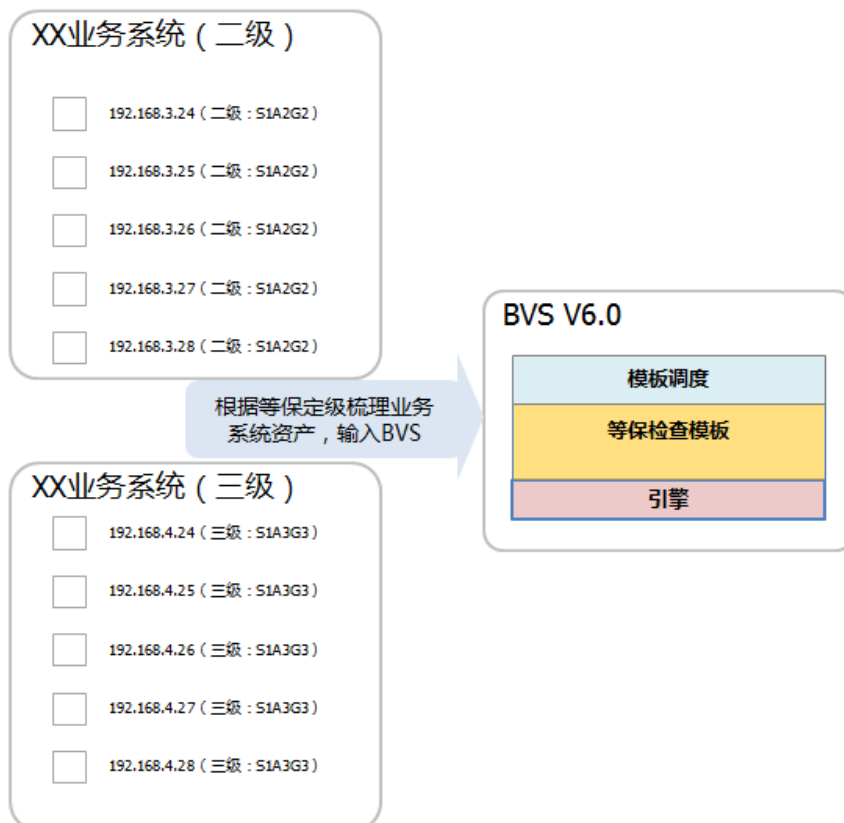 XX业务系统（二级）
192.168.3.24（二级：S1A2G2）
192.168.3.25（二级：S1A2G2）
192.168.3.26（二级：S1A2G2）
192.168.3.27（二级：S1A2G2）
192.168.3.28（二级：S1A2G2）
根据等保定级梳理业务
系统资产，输入BVS
XX业务系统（三级）
192.168.4.24（三级：S1A3G3）
192.168.4.25（三级：S1A3G3）
192.168.4.26（三级：S1A3G3）
192.168.4.27（三级：S1A3G3）
192.168.4.28（三级：S1A3G3）
BVS V6.0
模板调度
等保检查模板
引擎